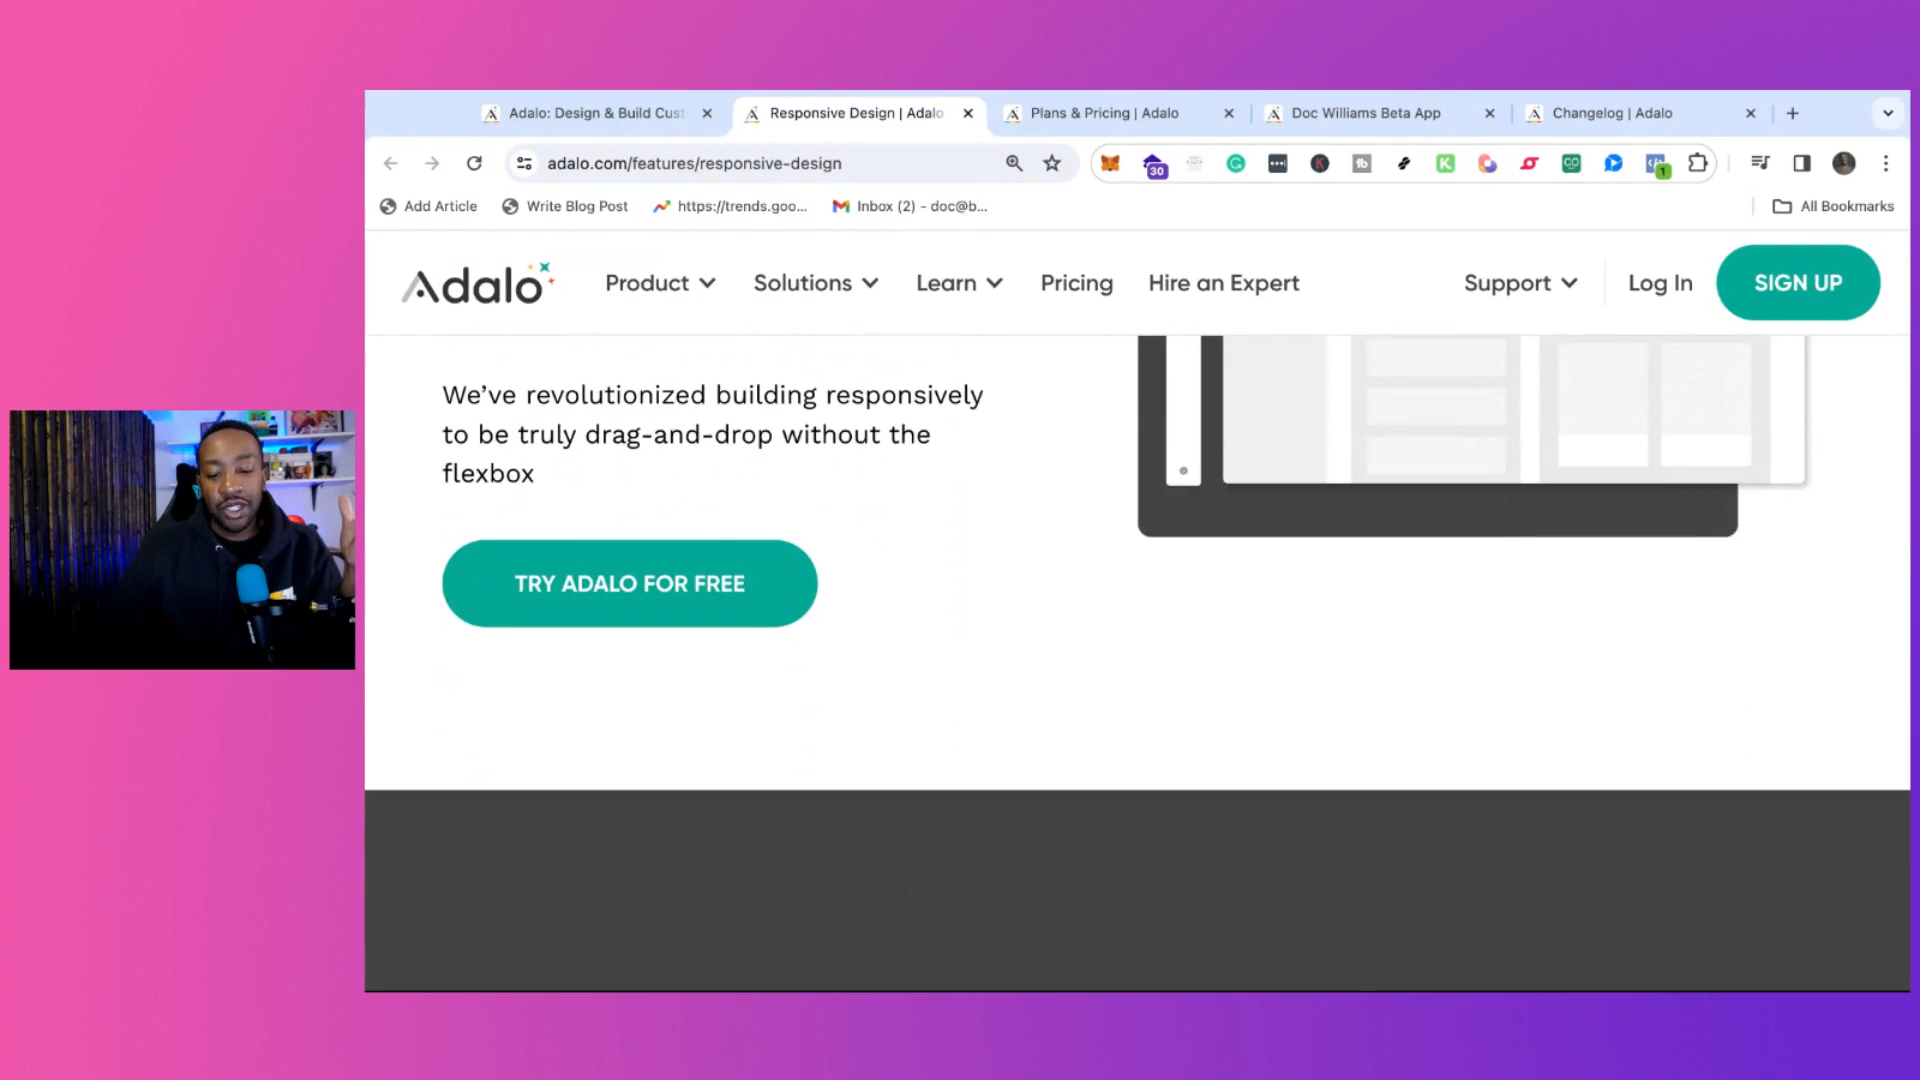 Adalo: Design & Build Cust
Responsive Design | Adalo
Plans & Pricing | Adalo
Doc Williams Beta App
Changelog | Adalo
adalo.com/features/responsive-design
30
1
Add Article
Write Blog Post
https://trends.goo...
Inbox (2) - doc@b...
All Bookmarks
Adalo
Product
Solutions
Learn
Pricing
Hire an Expert
Support
Log In
SIGN UP
We’ve revolutionized building responsively
to be truly drag-and-drop without the
flexbox
TRY ADALO FOR FREE